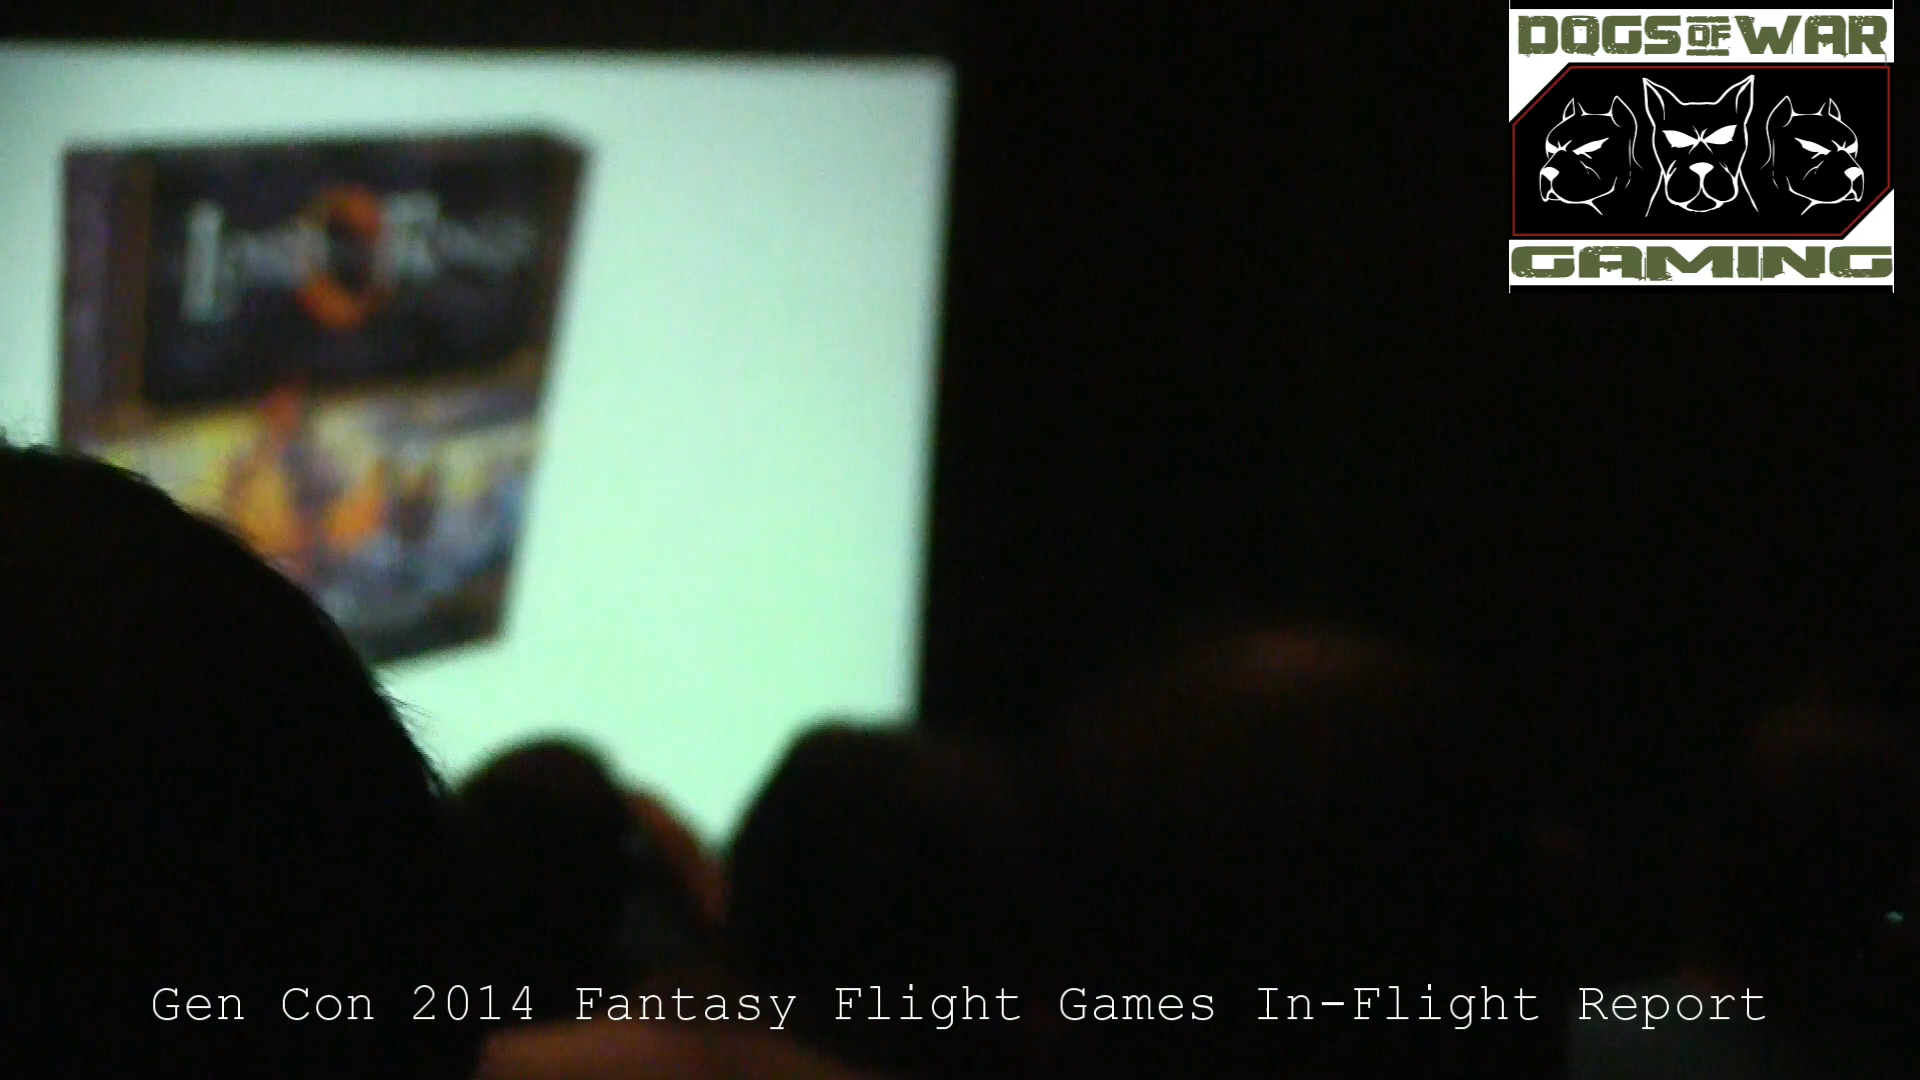 DOGS OF WAR
GAMING
Gen Con 2014 Fantasy Flight Games In-Flight Report